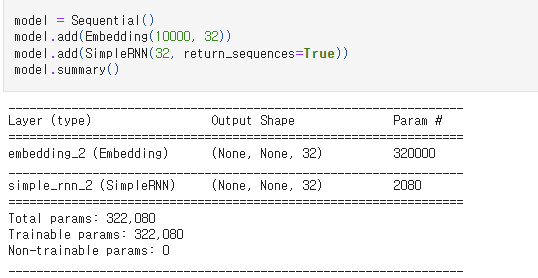 model = Sequential()
model.add(Embedding(10000, 32))
model.add(SimpleRNN(32, return_sequences=True))
model.summary()
_________________________________________________________________
Layer (type)                 Output Shape              Param #
=================================================================
embedding_2 (Embedding)      (None, None, 32)          320000
_________________________________________________________________
simple_rnn_2 (SimpleRNN)     (None, None, 32)          2080
=================================================================
Total params: 322,080
Trainable params: 322,080
Non-trainable params: 0
_________________________________________________________________